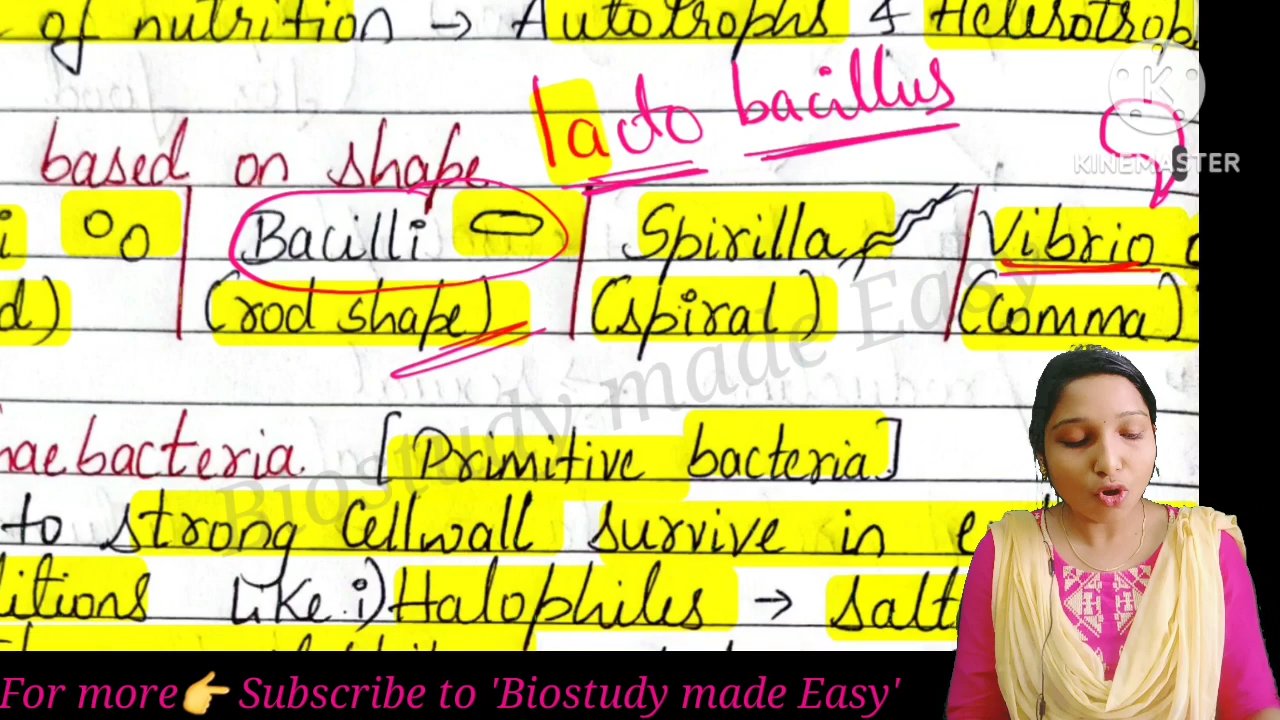 of nutrition → Autotrophs & Heterotrop
lacto bacillus
KINEMASTER
based on shape
i Bacilli Spirilla Vibrio
d) (rod shape) (spiral) (comma)
Biostudy made Easy
haebacteria. [Primitive bacteria]
to strong Cellwall survive in e
litions Like i) Halophiles → salt
For more👉 Subscribe to 'Biostudy made Easy'